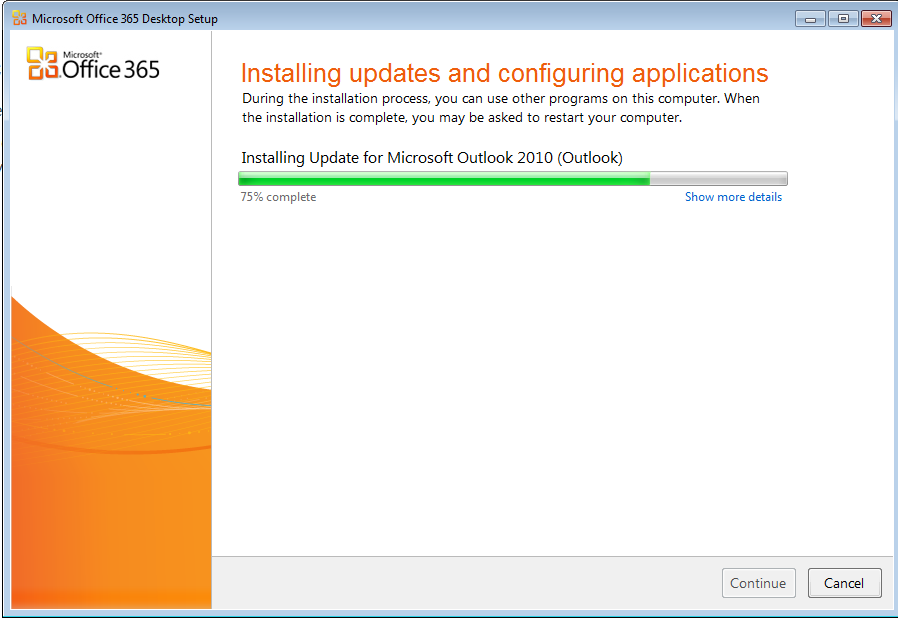 Microsoft Office 365 Desktop Setup
Microsoft®
Office 365
Installing updates and configuring applications
During the installation process, you can use other programs on this computer. When
the installation is complete, you may be asked to restart your computer.
Installing Update for Microsoft Outlook 2010 (Outlook)
75% complete
Show more details
Continue
Cancel